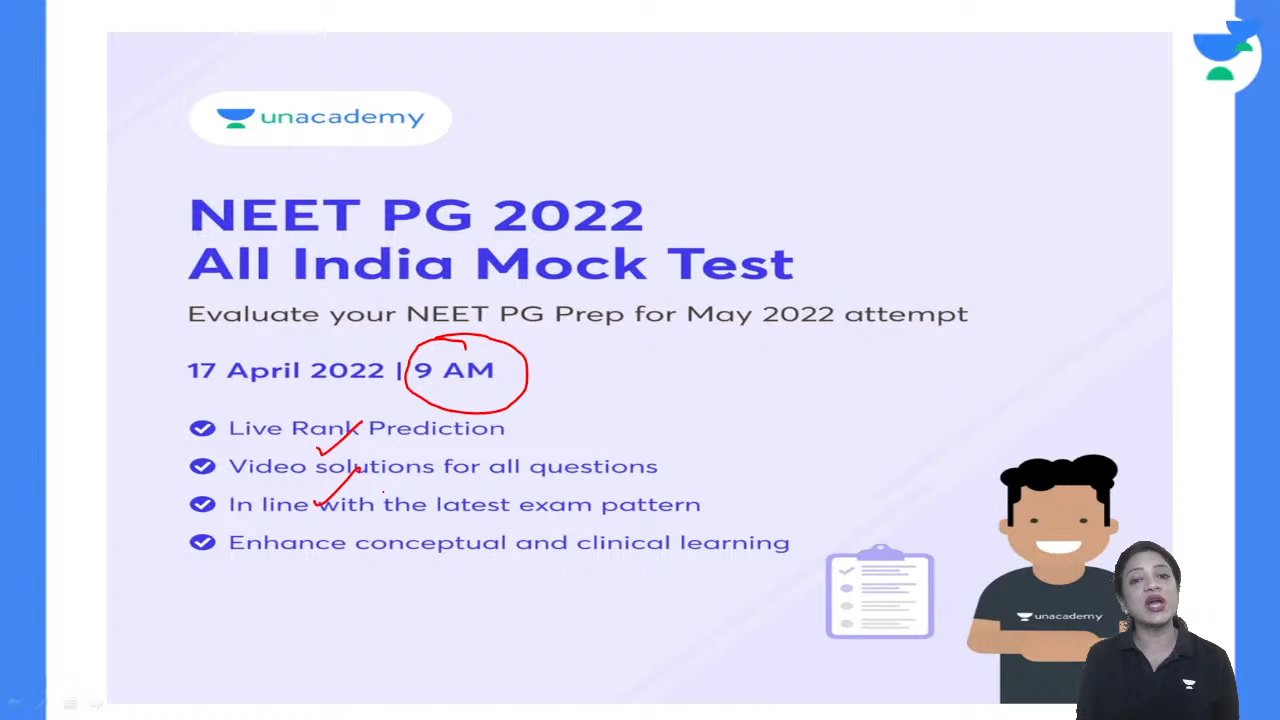 unacademy
NEET PG 2022
All India Mock Test
Evaluate your NEET PG Prep for May 2022 attempt
17 April 2022 | 9 AM
Live Rank Prediction
Video solutions for all questions
In line with the latest exam pattern
Enhance conceptual and clinical learning
unacademy